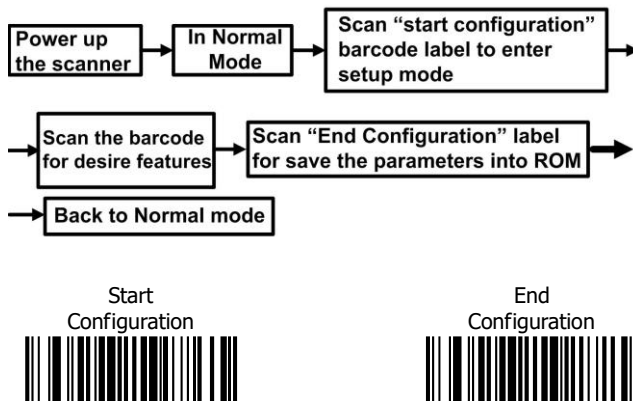 Power up
the scanner
In Normal
Mode
Scan “start configuration”
barcode label to enter
setup mode
Scan the barcode
for desire features
Scan “End Configuration” label
for save the parameters into ROM
Back to Normal mode
Start
Configuration
End
Configuration